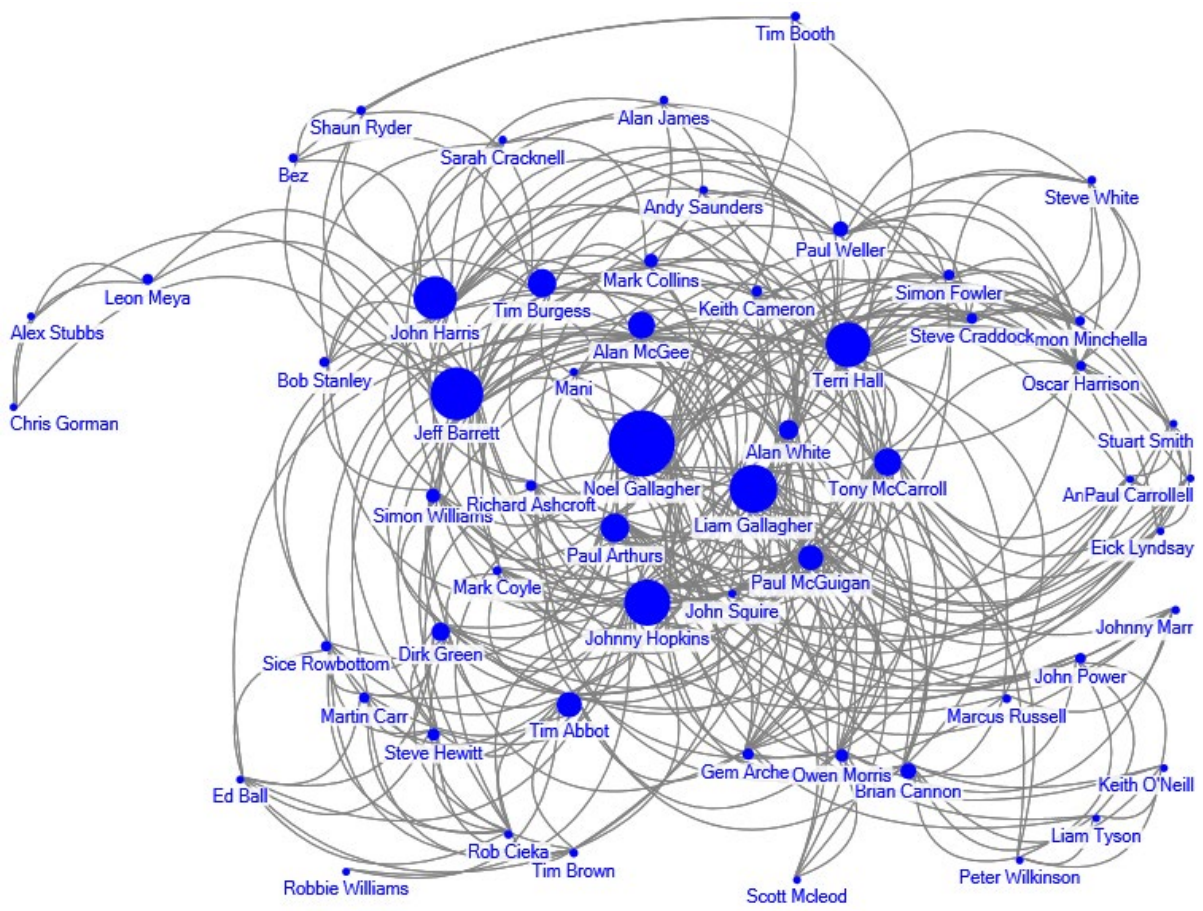 Tim Booth
Alan James
Shaun Ryder
Sarah Cracknell
Bez
Steve White
Andy Saunders
Paul Weller
Mark Collins
Leon Meya
Simon Fowler
Tim Burgess
Keith Cameron
Alex Stubbs
John Harris
Steve Craddock
mon Minchella
Alan McGee
Bob Stanley
Terri Hall
Oscar Harrison
Mani
Chris Gorman
Jeff Barrett
Stuart Smith
Alan White
Noel Gallagher
Tony McCarroll
An
Paul Carroll
ell
Richard Ashcroft
Simon Williams
Liam Gallagher
Eick Lyndsay
Paul Arthurs
Paul McGuigan
Mark Coyle
John Squire
Johnny Marr
Johnny Hopkins
Dirk Green
Sice Rowbottom
John Power
Martin Carr
Marcus Russell
Tim Abbot
Steve Hewitt
Gem Arche
Owen Morris
Keith O'Neill
Brian Cannon
Ed Ball
Liam Tyson
Rob Cieka
Tim Brown
Peter Wilkinson
Robbie Williams
Scott Mcleod